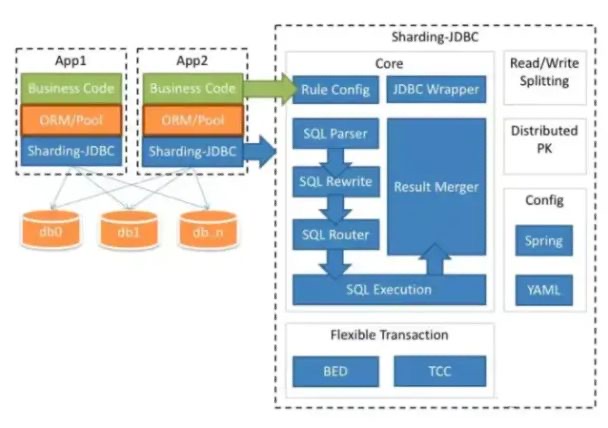 App1
Business Code
ORM/Pool
Sharding-JDBC
App2
Business Code
ORM/Pool
Sharding-JDBC
db0
db1
db..n
Sharding-JDBC
Core
Rule Config
JDBC Wrapper
SQL Parser
SQL Rewrite
SQL Router
Result Merger
SQL Execution
Flexible Transaction
BED
TCC
Read/Write
Splitting
Distributed
PK
Config
Spring
YAML